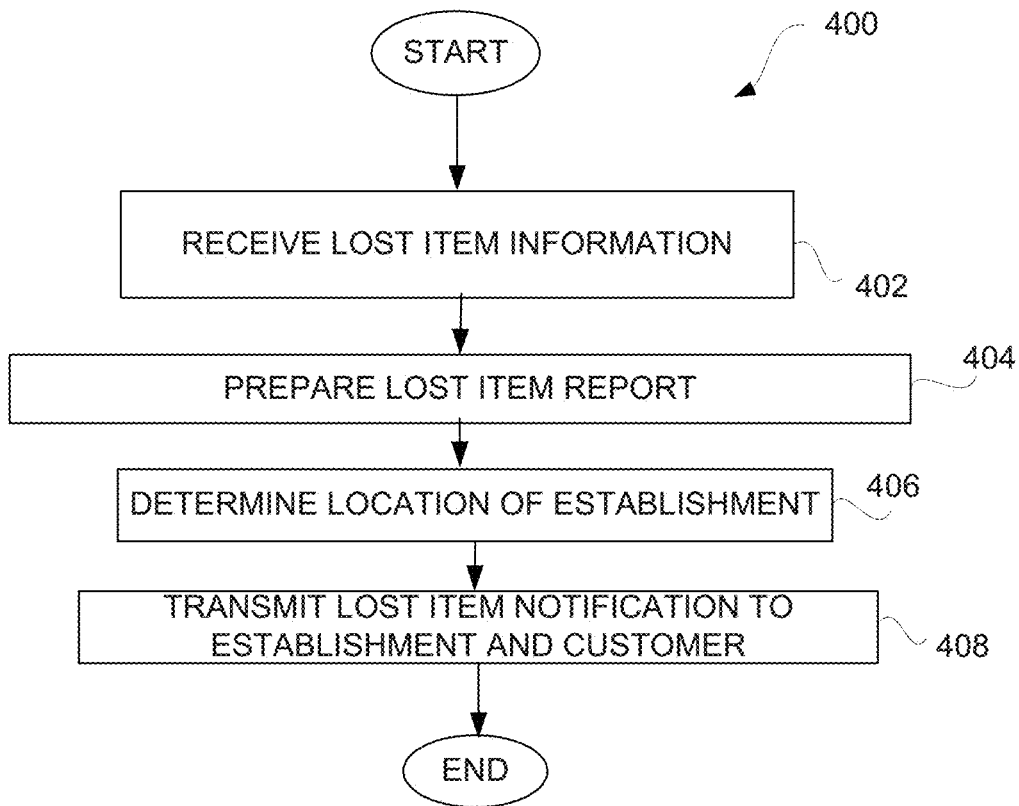 400
START
RECEIVE LOST ITEM INFORMATION
402
PREPARE LOST ITEM REPORT
404
DETERMINE LOCATION OF ESTABLISHMENT
406
TRANSMIT LOST ITEM NOTIFICATION TO
ESTABLISHMENT AND CUSTOMER
408
END